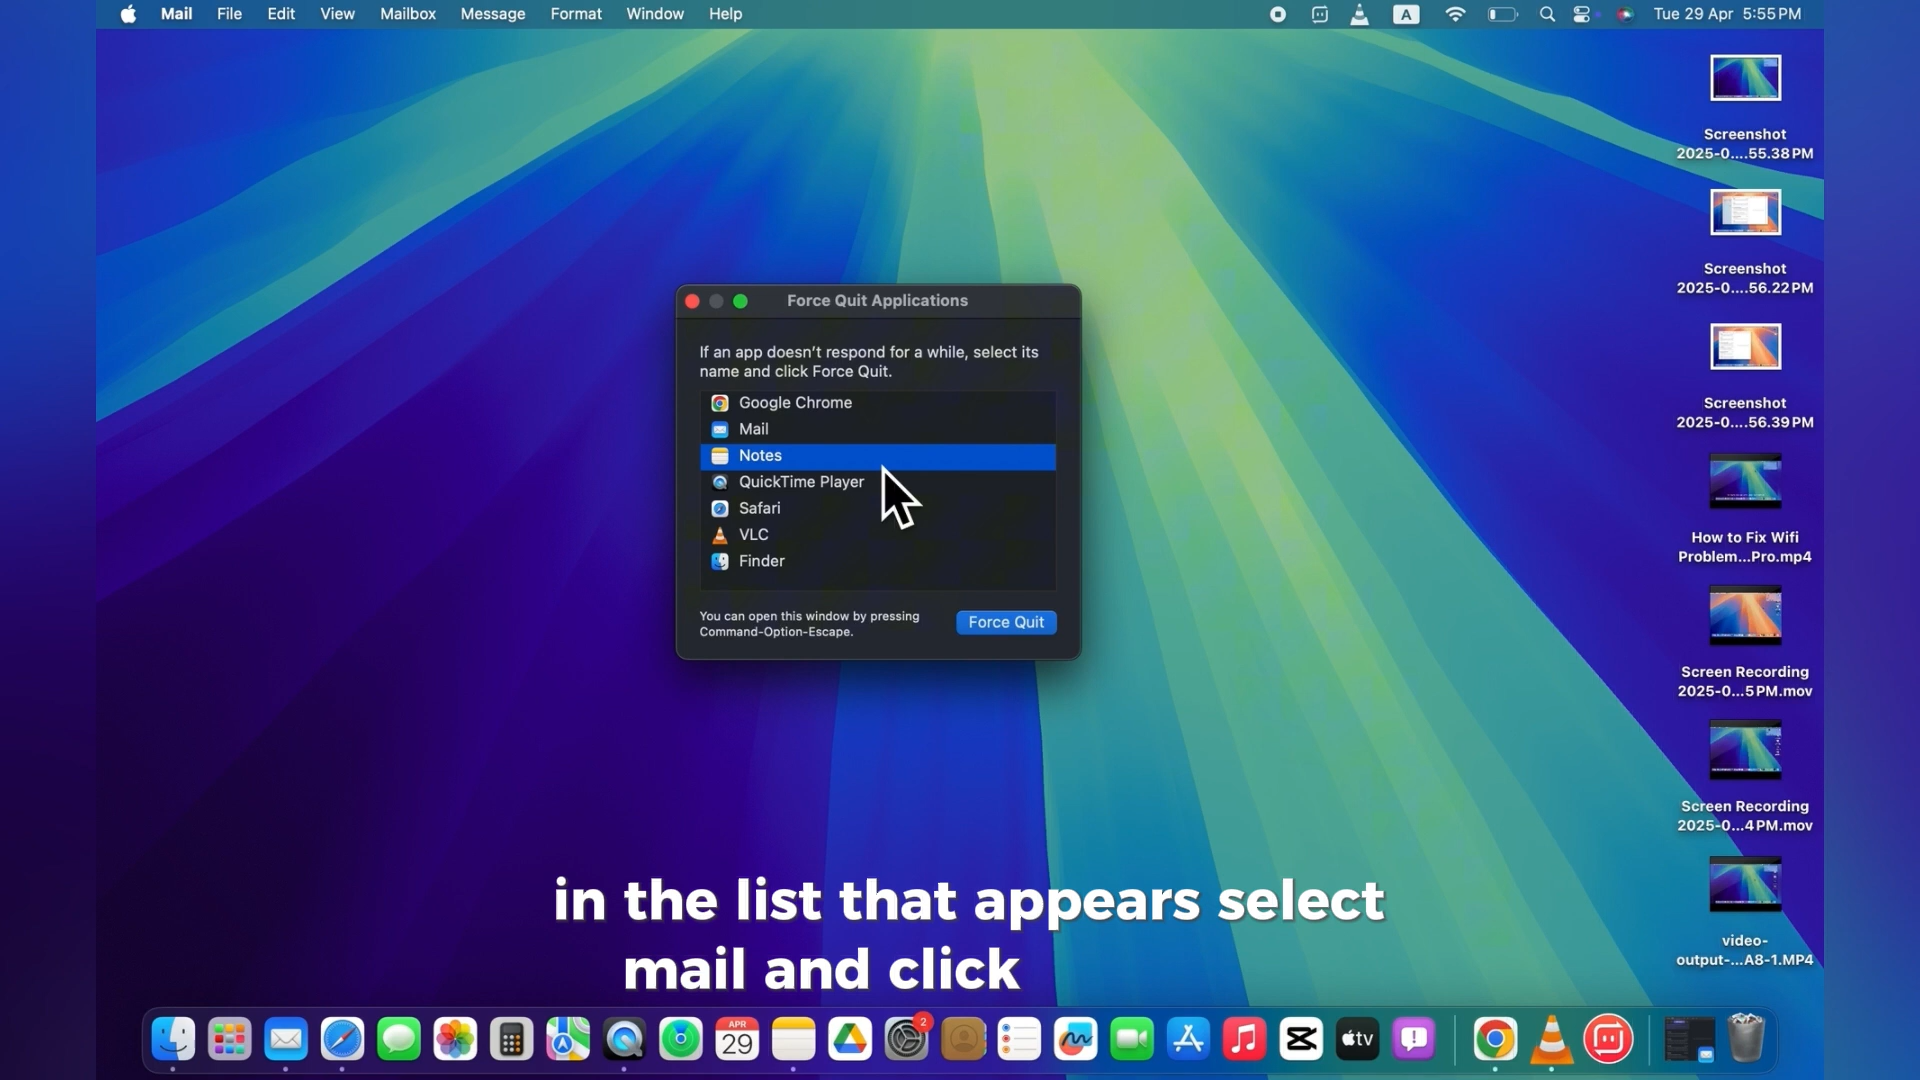 Mail File Edit View Mailbox Message Format Window Help A Tue 29 Apr 5:55 PM
Screenshot
2025-0....55.38 PM
Screenshot
2025-0....56.22 PM
Screenshot
2025-0....56.39 PM
How to Fix Wifi
Problem...Pro.mp4
Screen Recording
2025-0...5 PM.mov
Screen Recording
2025-0...4 PM.mov
video-
output-...A8-1.MP4
Force Quit Applications
If an app doesn't respond for a while, select its
name and click Force Quit.
Google Chrome
Mail
Notes
QuickTime Player
Safari
VLC
Finder
You can open this window by pressing
Command-Option-Escape.
Force Quit
in the list that appears select
mail and click
APR
29
2
tv